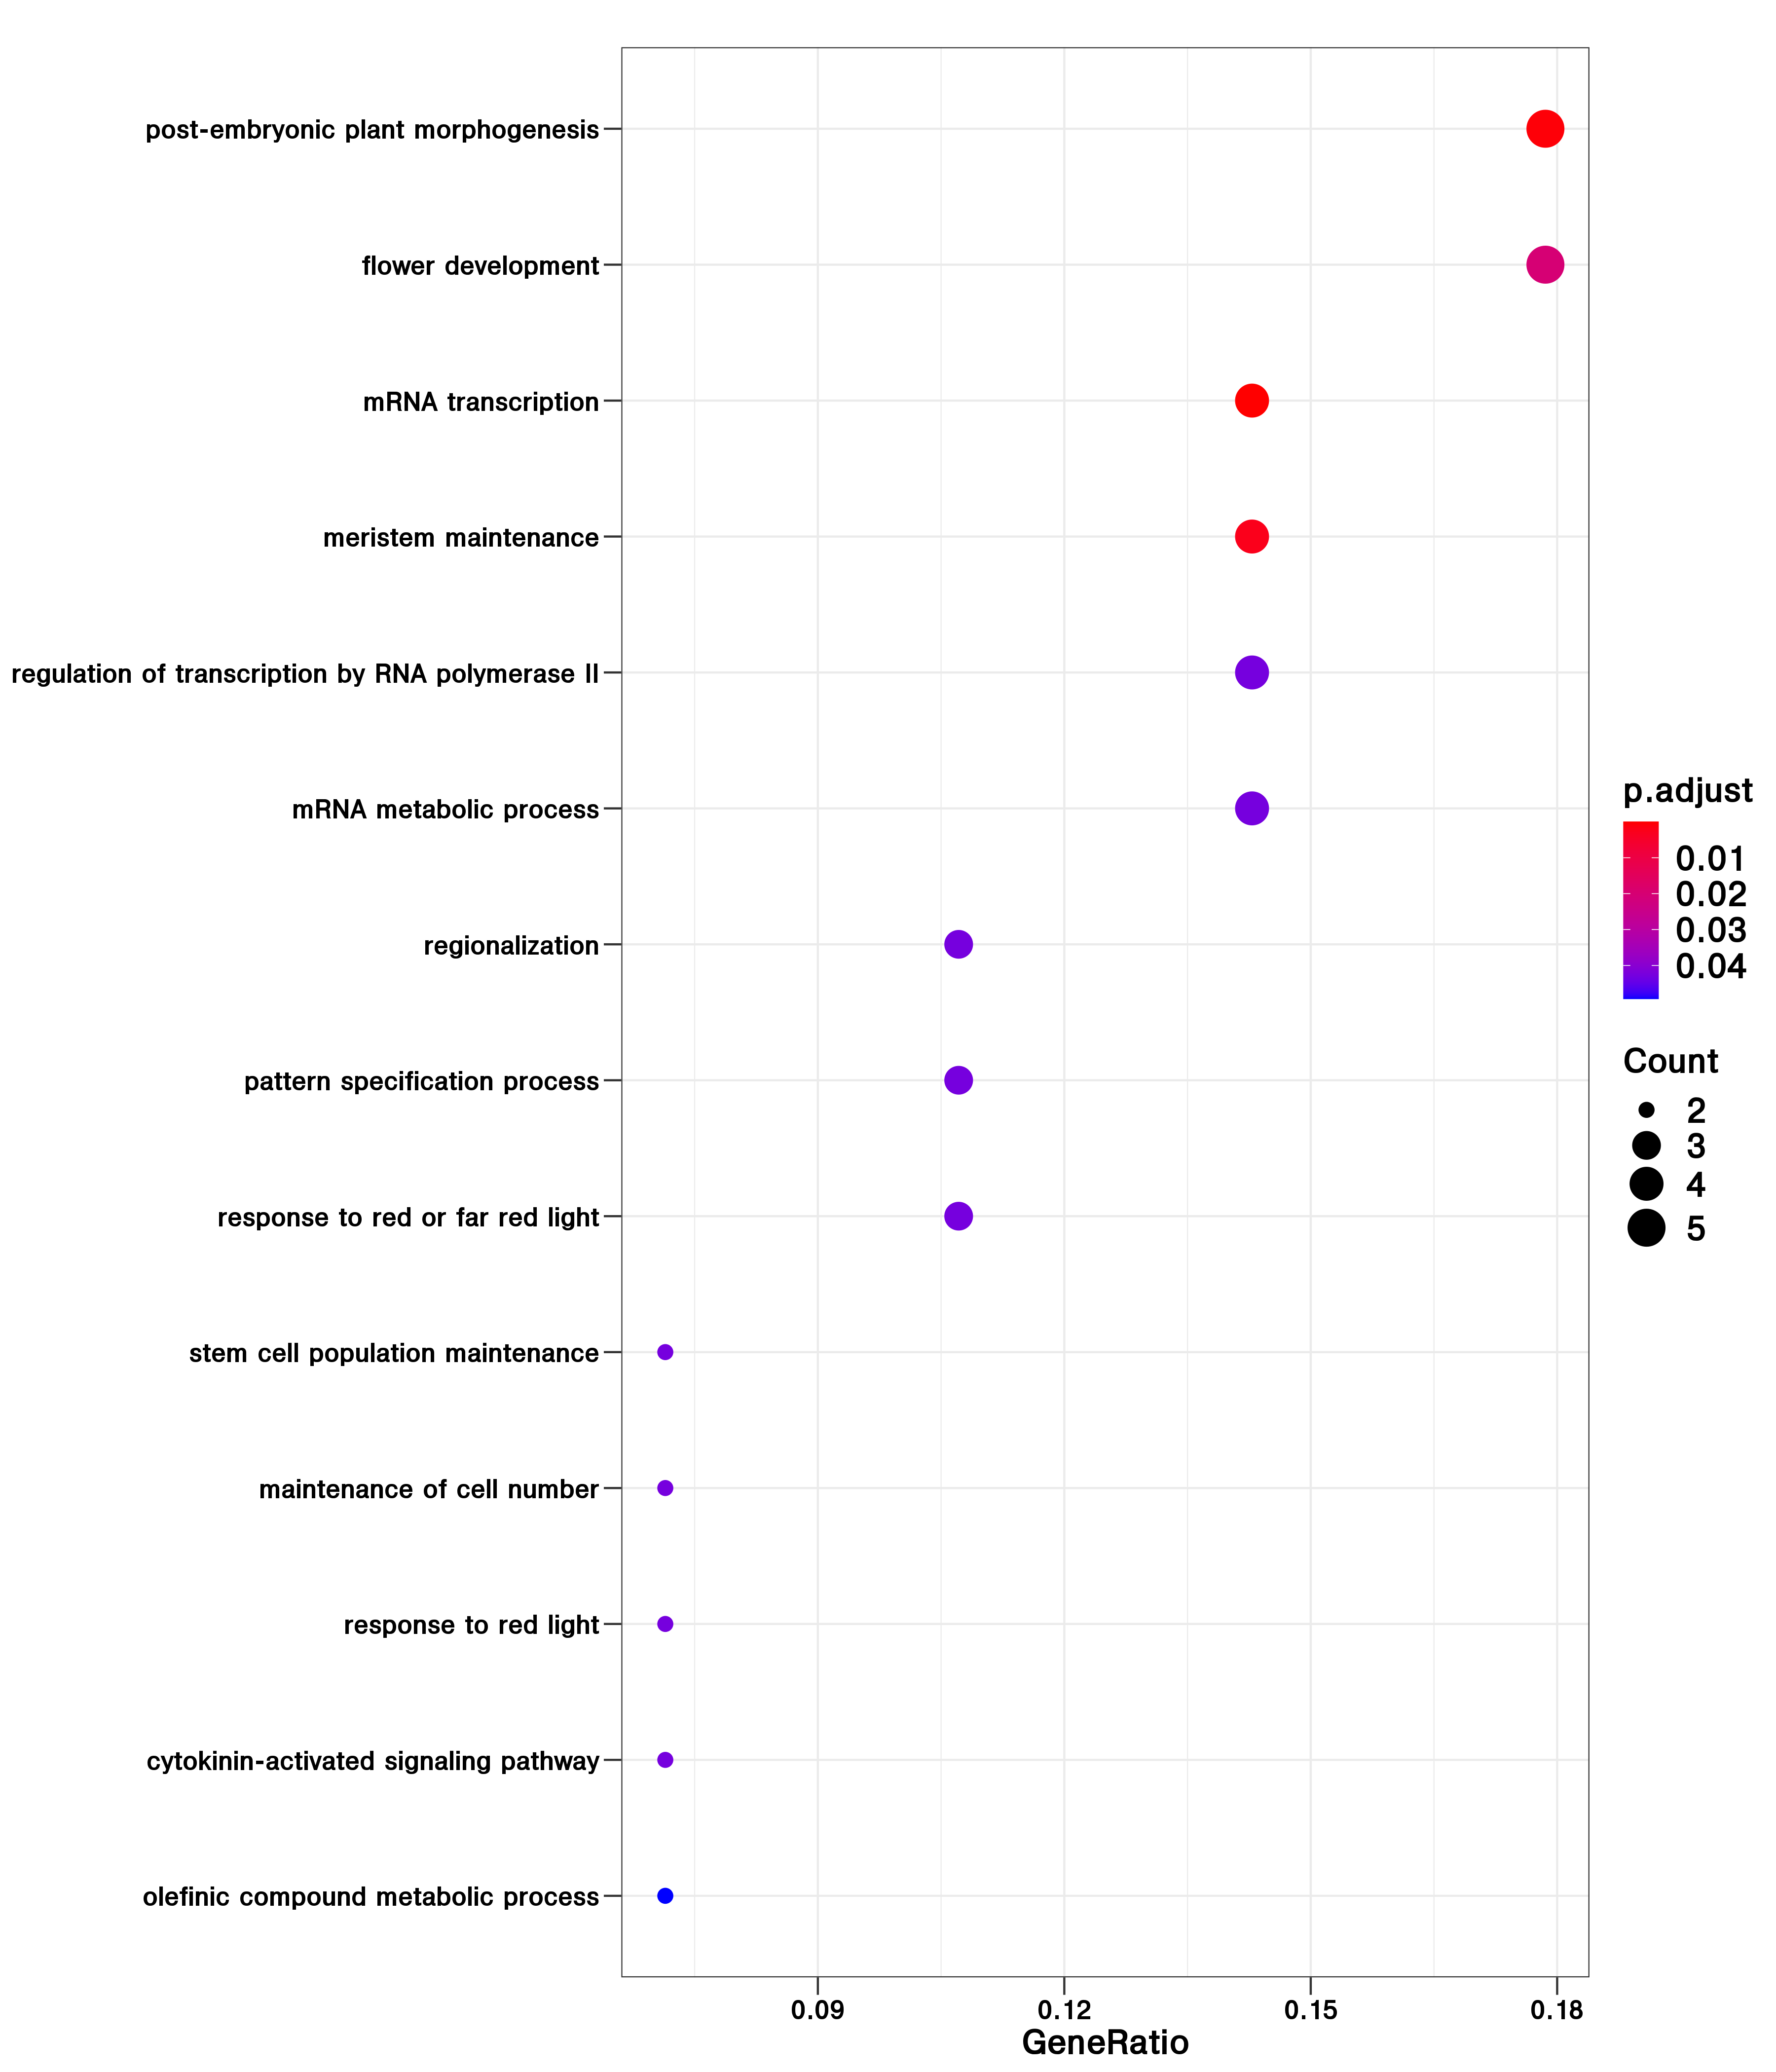 post-embryonic plant morphogenesis
flower development
mRNA transcription
meristem maintenance
regulation of transcription by RNA polymerase II
mRNA metabolic process
regionalization
pattern specification process
response to red or far red light
stem cell population maintenance
maintenance of cell number
response to red light
cytokinin-activated signaling pathway
olefinic compound metabolic process
0.09 0.12 0.15 0.18
GeneRatio
p.adjust
0.01
0.02
0.03
0.04
Count
2
3
4
5